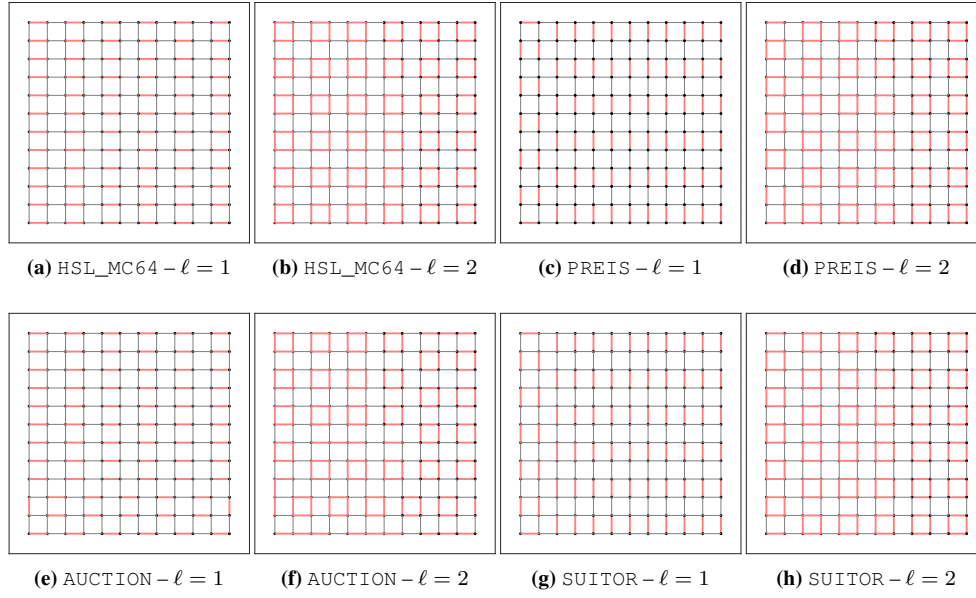 (a) HSL_MC64 – ℓ = 1
(b) HSL_MC64 – ℓ = 2
(c) PREIS – ℓ = 1
(d) PREIS – ℓ = 2
(e) AUCTION – ℓ = 1
(f) AUCTION – ℓ = 2
(g) SUITOR – ℓ = 1
(h) SUITOR – ℓ = 2